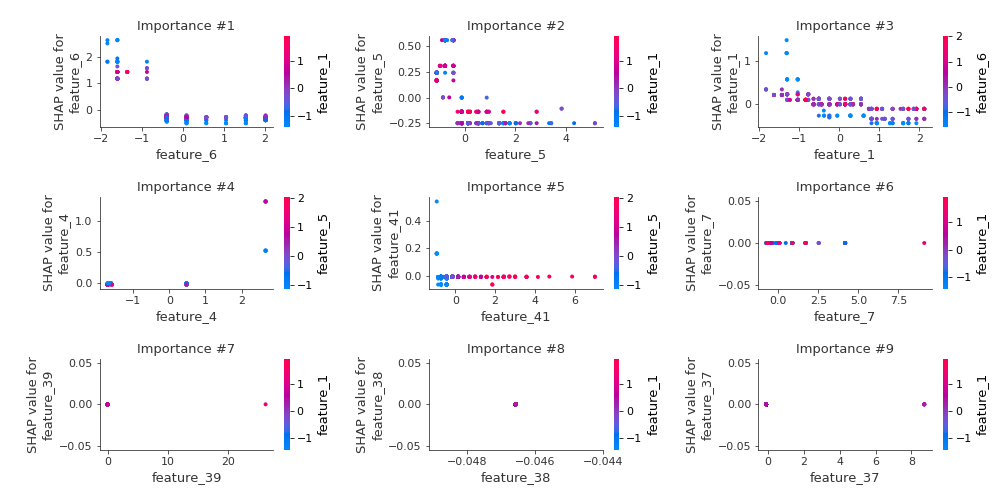 Importance #1
Importance #2
Importance #3
SHAP value for
feature_6
2
1
0
−2
−1
0
1
2
feature_6
1
0
−1
feature_1
SHAP value for
feature_5
0.50
0.25
0.00
−0.25
0
2
4
feature_5
1
0
−1
feature_1
SHAP value for
feature_1
1
0
−2
−1
0
1
2
feature_1
2
1
0
−1
feature_6
Importance #4
Importance #5
Importance #6
SHAP value for
feature_4
1.0
0.5
0.0
−1
0
1
2
feature_4
2
1
0
−1
feature_5
SHAP value for
feature_41
0.4
0.2
0.0
0
2
4
6
feature_41
2
1
0
−1
feature_5
SHAP value for
feature_7
0.05
0.00
−0.05
0.0
2.5
5.0
7.5
feature_7
1
0
−1
feature_1
Importance #7
Importance #8
Importance #9
SHAP value for
feature_39
0.05
0.00
−0.05
0
10
20
feature_39
1
0
−1
feature_1
SHAP value for
feature_38
0.05
0.00
−0.05
−0.048
−0.046
−0.044
feature_38
1
0
−1
feature_1
SHAP value for
feature_37
0.05
0.00
−0.05
0
2
4
6
8
feature_37
1
0
−1
feature_1